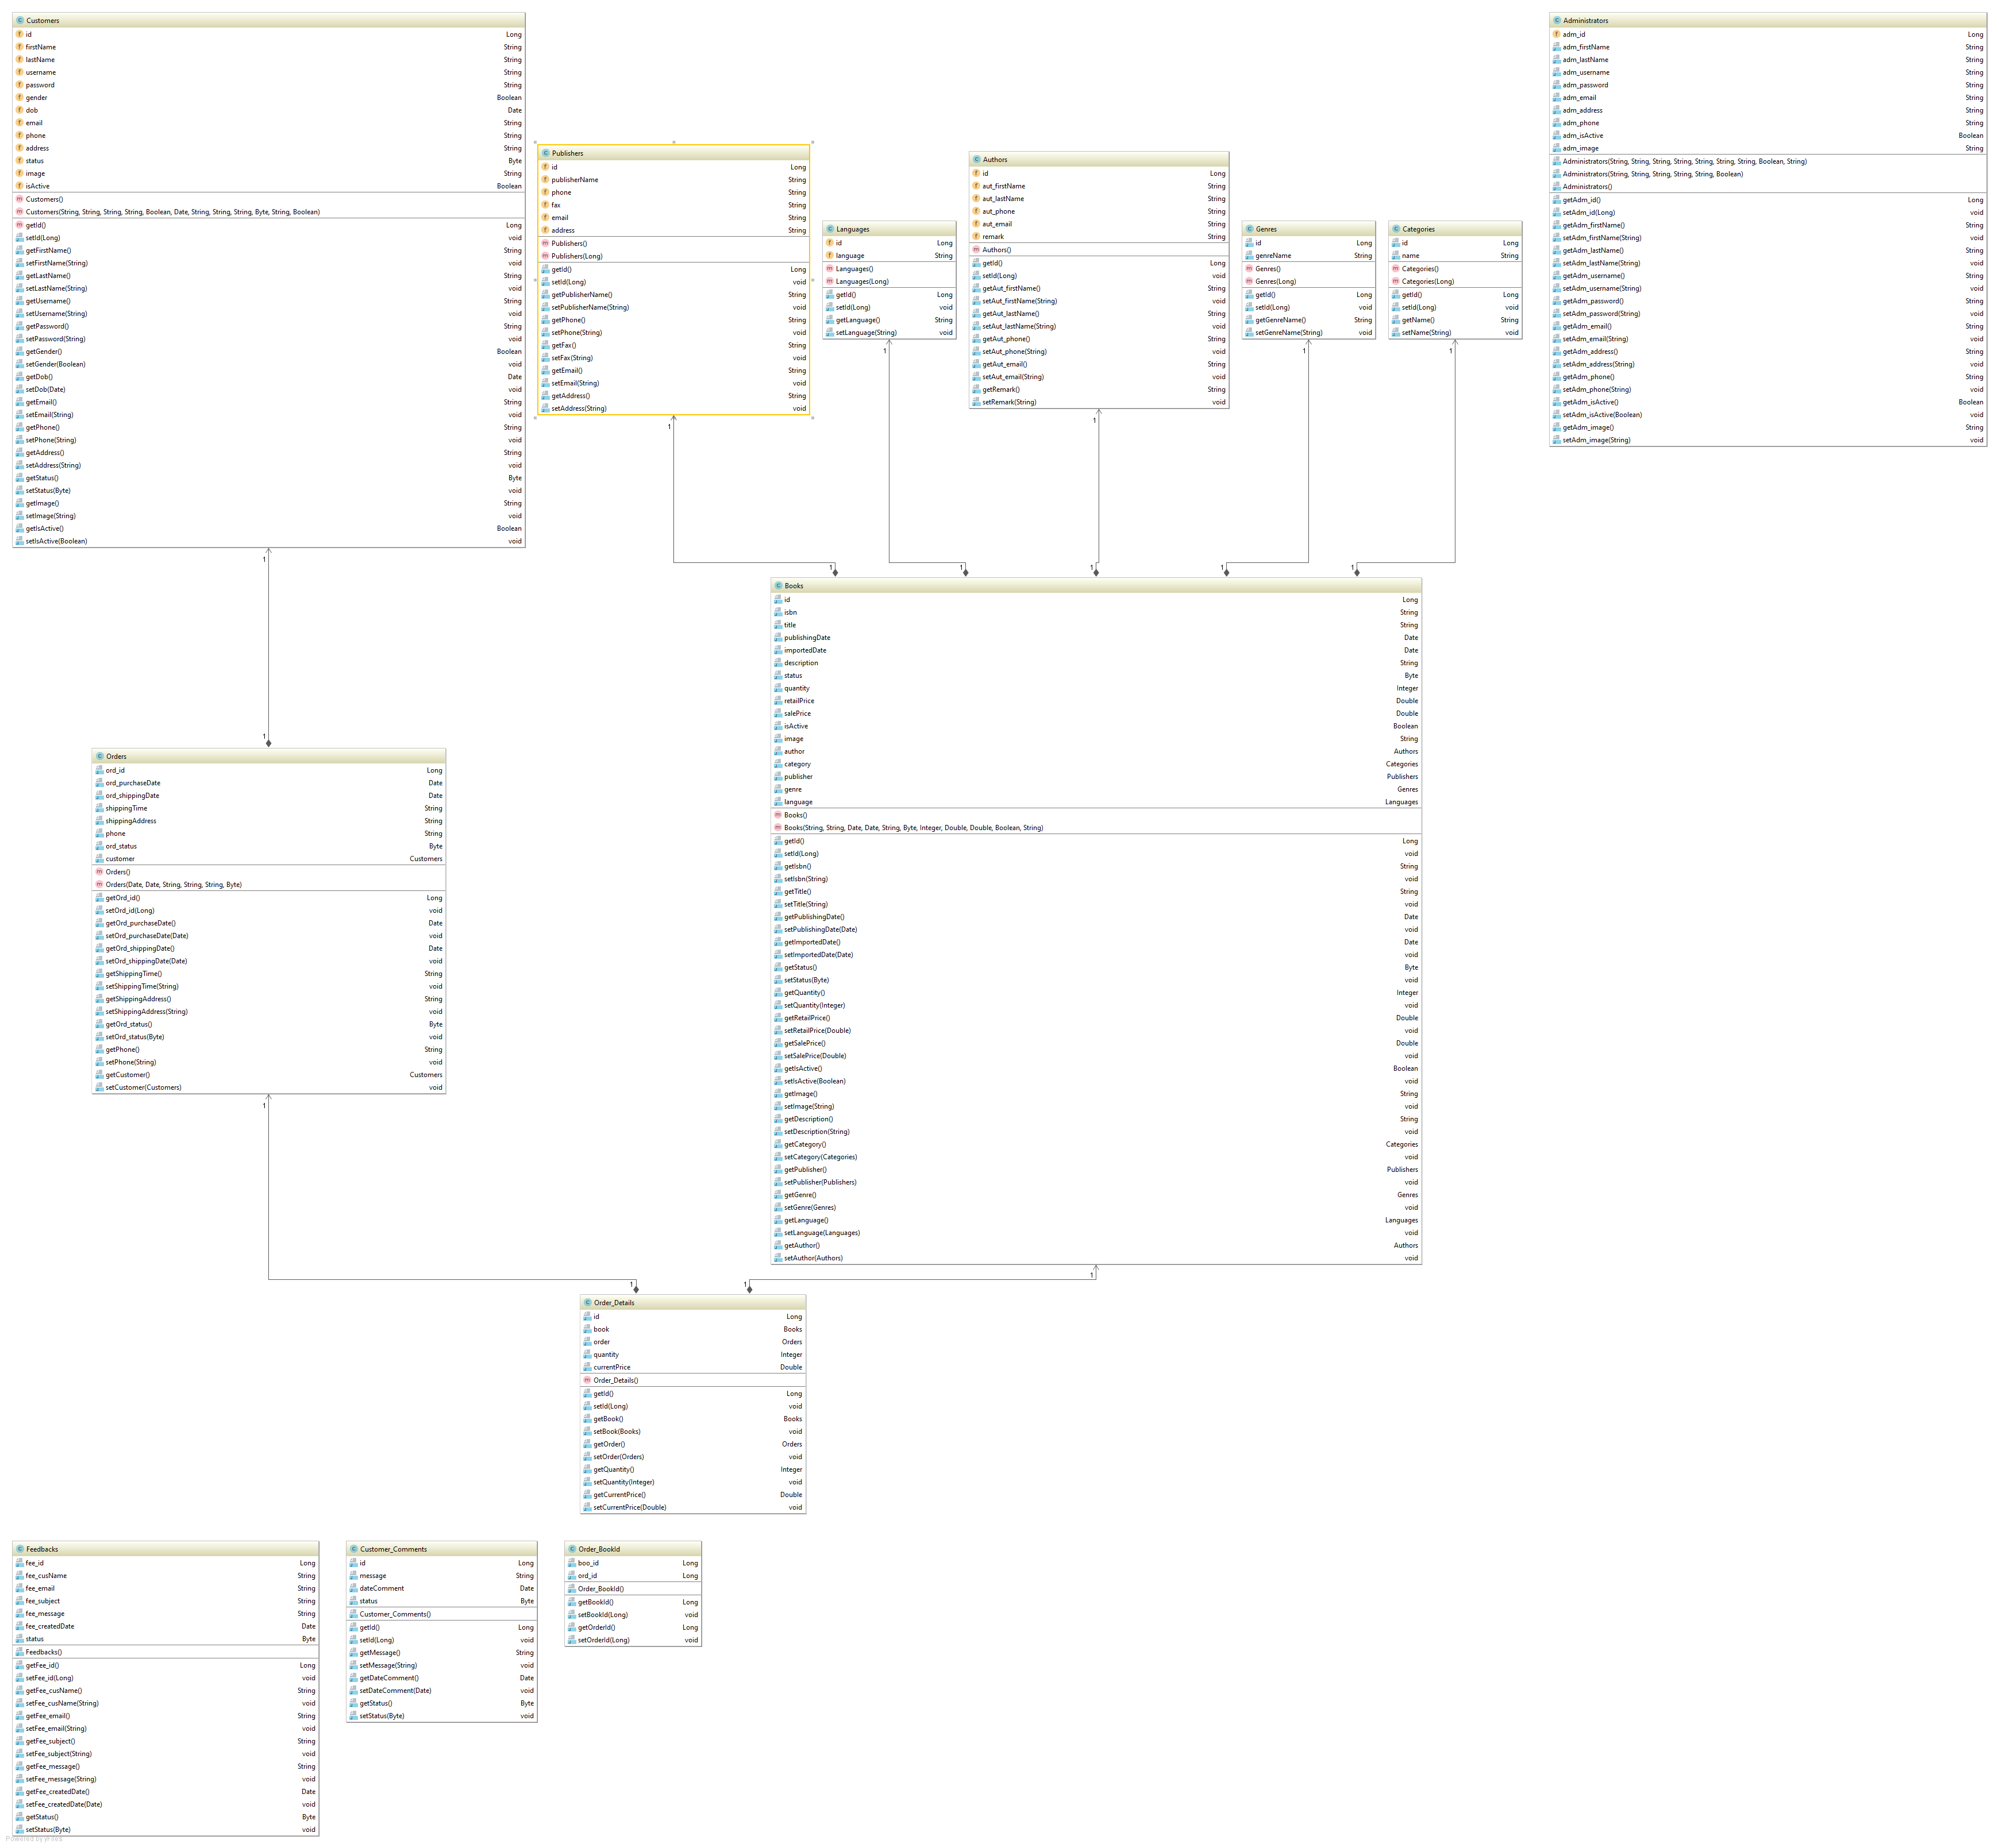 Customers
id Long
firstName String
lastName String
username String
password String
gender Boolean
dob Date
email String
phone String
address String
status Byte
image String
isActive Boolean
Customers()
Customers(String, String, String, String, Boolean, Date, String, String, String, Byte, String, Boolean)
getId() Long
setId(Long) void
getFirstName() String
setFirstName(String) void
getLastName() String
setLastName(String) void
getUsername() String
setUsername(String) void
getPassword() String
setPassword(String) void
getGender() Boolean
setGender(Boolean) void
getDob() Date
setDob(Date) void
getEmail() String
setEmail(String) void
getPhone() String
setPhone(String) void
getAddress() String
setAddress(String) void
getStatus() Byte
setStatus(Byte) void
getImage() String
setImage(String) void
getIsActive() Boolean
setIsActive(Boolean) void
Publishers
id Long
publisherName String
phone String
fax String
email String
address String
Publishers()
Publishers(Long)
getId() Long
setId(Long) void
getPublisherName() String
setPublisherName(String) void
getPhone() String
setPhone(String) void
getFax() String
setFax(String) void
getEmail() String
setEmail(String) void
getAddress() String
setAddress(String) void
Languages
id Long
language String
Languages()
Languages(Long)
getId() Long
setId(Long) void
getLanguage() String
setLanguage(String) void
Authors
id Long
aut_firstName String
aut_lastName String
aut_phone String
aut_email String
remark String
Authors()
getId() Long
setId(Long) void
getAut_firstName() String
setAut_firstName(String) void
getAut_lastName() String
setAut_lastName(String) void
getAut_phone() String
setAut_phone(String) void
getAut_email() String
setAut_email(String) void
getRemark() String
setRemark(String) void
Genres
id Long
genreName String
Genres()
Genres(Long)
getId() Long
setId(Long) void
getGenreName() String
setGenreName(String) void
Categories
id Long
name String
Categories()
Categories(Long)
getId() Long
setId(Long) void
getName() String
setName(String) void
Administrators
adm_id Long
adm_firstName String
adm_lastName String
adm_username String
adm_password String
adm_email String
adm_address String
adm_phone String
adm_isActive Boolean
adm_image String
Administrators(String, String, String, String, String, String, String, Boolean, String)
Administrators(String, String, String, String, String, Boolean)
Administrators()
getAdm_id() Long
setAdm_id(Long) void
getAdm_firstName() String
setAdm_firstName(String) void
getAdm_lastName() String
setAdm_lastName(String) void
getAdm_username() String
setAdm_username(String) void
getAdm_password() String
setAdm_password(String) void
getAdm_email() String
setAdm_email(String) void
getAdm_address() String
setAdm_address(String) void
getAdm_phone() String
setAdm_phone(String) void
getAdm_isActive() Boolean
setAdm_isActive(Boolean) void
getAdm_image() String
setAdm_image(String) void
1 1 1 1 1
1
1 1 1 1 1
Books
id Long
isbn String
title String
publishingDate Date
importedDate Date
description String
status Byte
quantity Integer
retailPrice Double
salePrice Double
isActive Boolean
image String
author Authors
category Categories
publisher Publishers
genre Genres
language Languages
Books()
Books(String, String, Date, Date, String, Byte, Integer, Double, Double, Boolean, String)
getId() Long
setId(Long) void
getIsbn() String
setIsbn(String) void
getTitle() String
setTitle(String) void
getPublishingDate() Date
setPublishingDate(Date) void
getImportedDate() Date
setImportedDate(Date) void
getStatus() Byte
setStatus(Byte) void
getQuantity() Integer
setQuantity(Integer) void
getRetailPrice() Double
setRetailPrice(Double) void
getSalePrice() Double
setSalePrice(Double) void
getIsActive() Boolean
setIsActive(Boolean) void
getImage() String
setImage(String) void
getDescription() String
setDescription(String) void
getCategory() Categories
setCategory(Categories) void
getPublisher() Publishers
setPublisher(Publishers) void
getGenre() Genres
setGenre(Genres) void
getLanguage() Languages
setLanguage(Languages) void
getAuthor() Authors
setAuthor(Authors) void
1
Orders
ord_id Long
ord_purchaseDate Date
ord_shippingDate Date
shippingTime String
shippingAddress String
phone String
ord_status Byte
customer Customers
Orders()
Orders(Date, Date, String, String, String, Byte)
getOrd_id() Long
setOrd_id(Long) void
getOrd_purchaseDate() Date
setOrd_purchaseDate(Date) void
getOrd_shippingDate() Date
setOrd_shippingDate(Date) void
getShippingTime() String
setShippingTime(String) void
getShippingAddress() String
setShippingAddress(String) void
getOrd_status() Byte
setOrd_status(Byte) void
getPhone() String
setPhone(String) void
getCustomer() Customers
setCustomer(Customers) void
1
1
1 1
Order_Details
id Long
book Books
order Orders
quantity Integer
currentPrice Double
Order_Details()
getId() Long
setId(Long) void
getBook() Books
setBook(Books) void
getOrder() Orders
setOrder(Orders) void
getQuantity() Integer
setQuantity(Integer) void
getCurrentPrice() Double
setCurrentPrice(Double) void
Feedbacks
fee_id Long
fee_cusName String
fee_email String
fee_subject String
fee_message String
fee_createdDate Date
status Byte
Feedbacks()
getFee_id() Long
setFee_id(Long) void
getFee_cusName() String
setFee_cusName(String) void
getFee_email() String
setFee_email(String) void
getFee_subject() String
setFee_subject(String) void
getFee_message() String
setFee_message(String) void
getFee_createdDate() Date
setFee_createdDate(Date) void
getStatus() Byte
setStatus(Byte) void
Customer_Comments
id Long
message String
dateComment Date
status Byte
Customer_Comments()
getId() Long
setId(Long) void
getMessage() String
setMessage(String) void
getDateComment() Date
setDateComment(Date) void
getStatus() Byte
setStatus(Byte) void
Order_BookId
boo_id Long
ord_id Long
Order_BookId()
getBookId() Long
setBookId(Long) void
getOrderId() Long
setOrderId(Long) void
Powered by yFiles